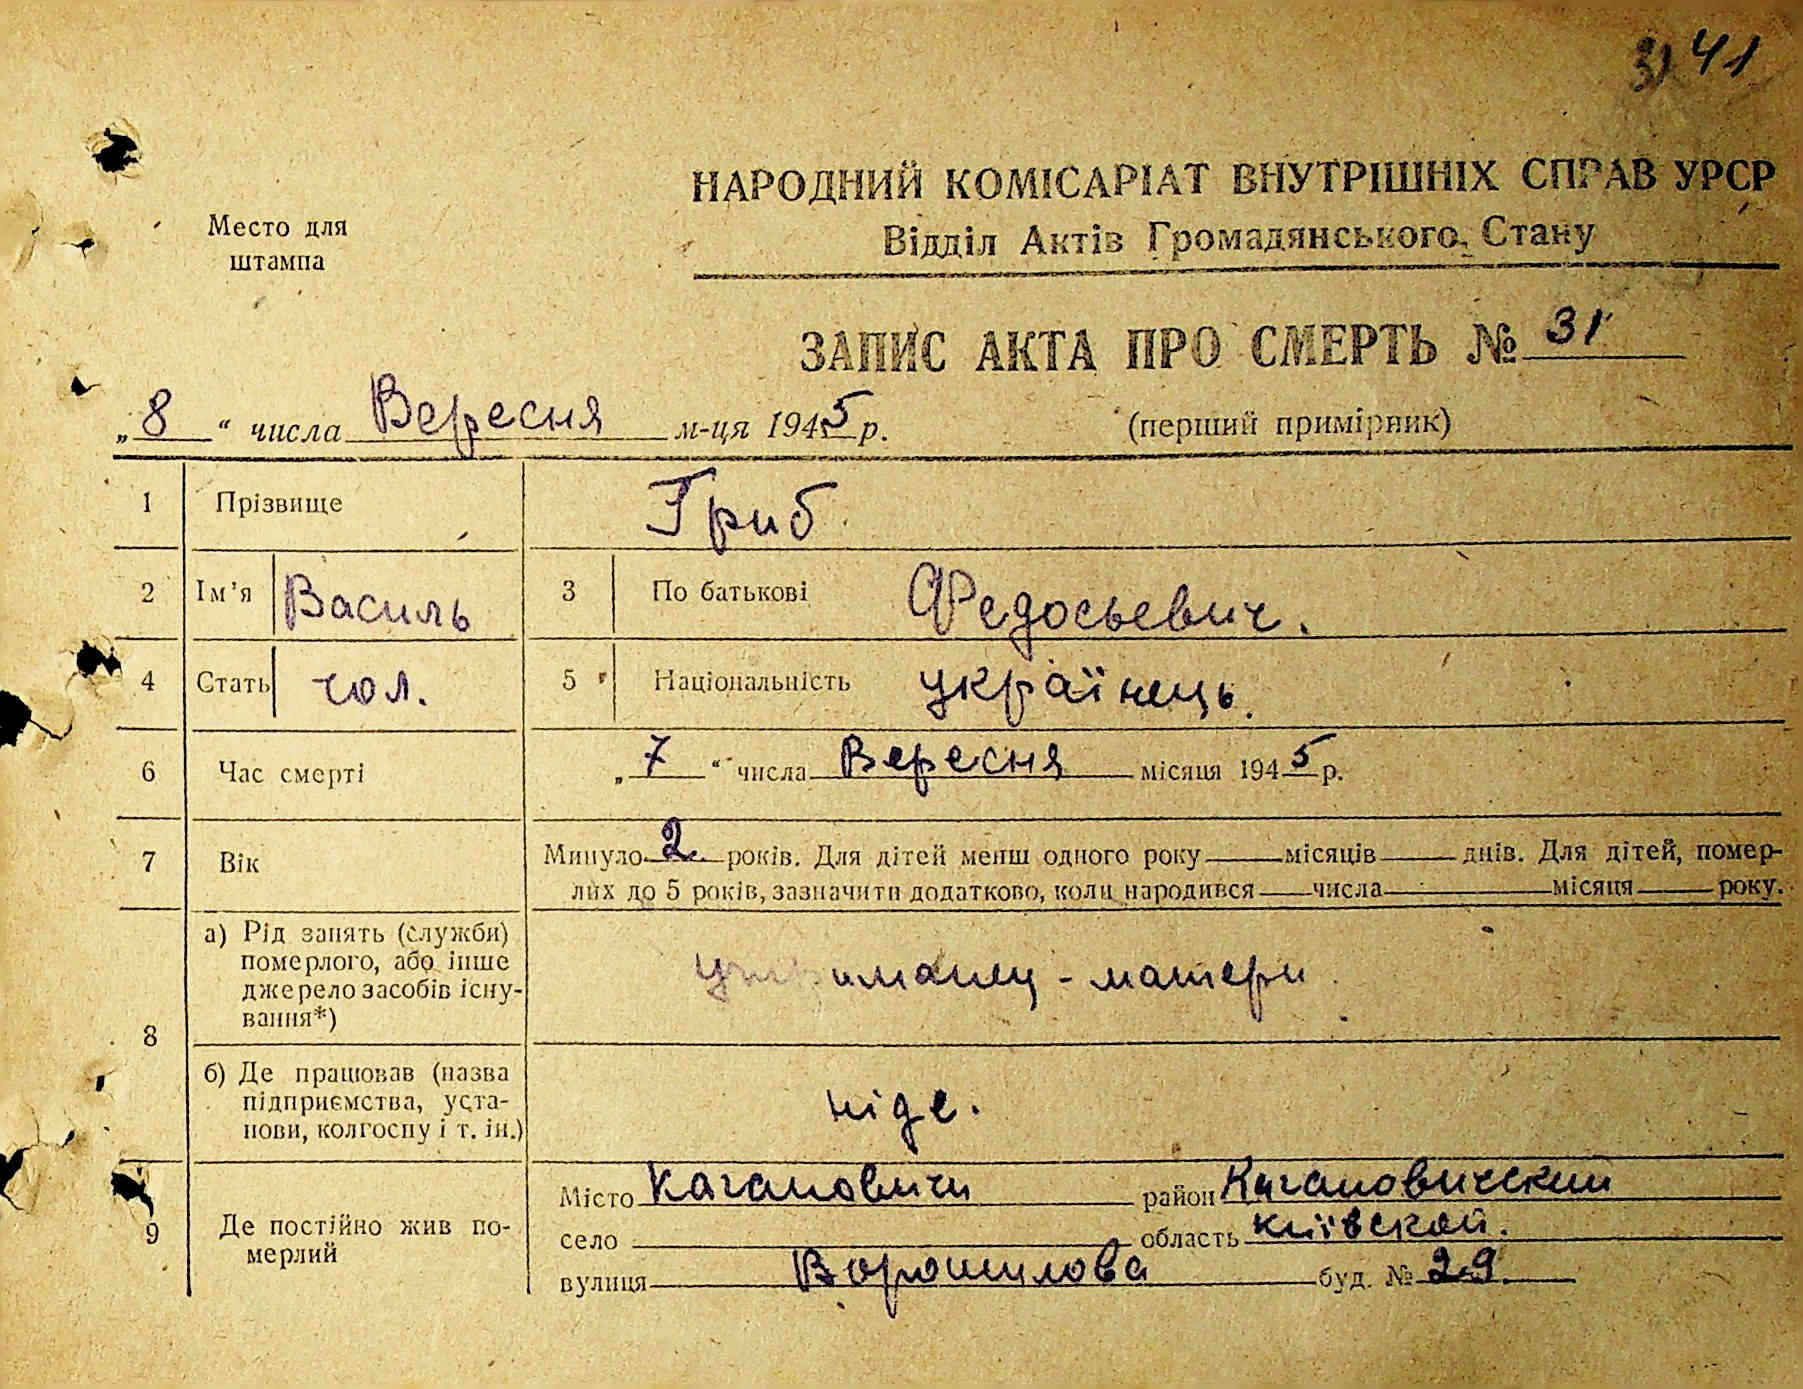 31 41
НАРОДНИЙ КОМІСАРІАТ ВНУТРІШНІХ СПРАВ УРСР
Відділ Актів Громадянського Стану
Место для
штампа
ЗАПИС АКТА ПРО СМЕРТЬ № 31
„8“ числа Вересня м-ця 1945 р. (перший примірник)
1 Прізвище Гриб
2 Ім’я Василь 3 По батькові Федосьевич.
4 Стать чол. 5 Національність українець.
6 Час смерті „7“ числа Вересня місяця 1945 р.
7 Вік Минуло 2 років. Для дітей менш одного року місяців днів. Для дітей, помер-
лих до 5 років, зазначити додатково, коли народився числа місяця року.
8 а) Рід занять (служби)
померлого, або інше
джерело засобів існу-
вання*) утриманец - матери.
б) Де працював (назва
підприємства, уста-
нови, колгоспу і т. ін.) ніде.
9 Де постійно жив по-
мерлий
Місто Кагановичи район Кагановический
село область київской.
вулиця Ворошилова буд. № 29.